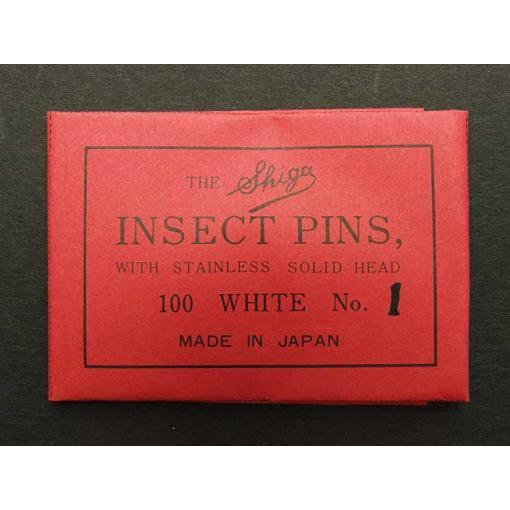 THE Shiga
INSECT PINS,
WITH STAINLESS SOLID HEAD
100 WHITE No. 1
MADE IN JAPAN